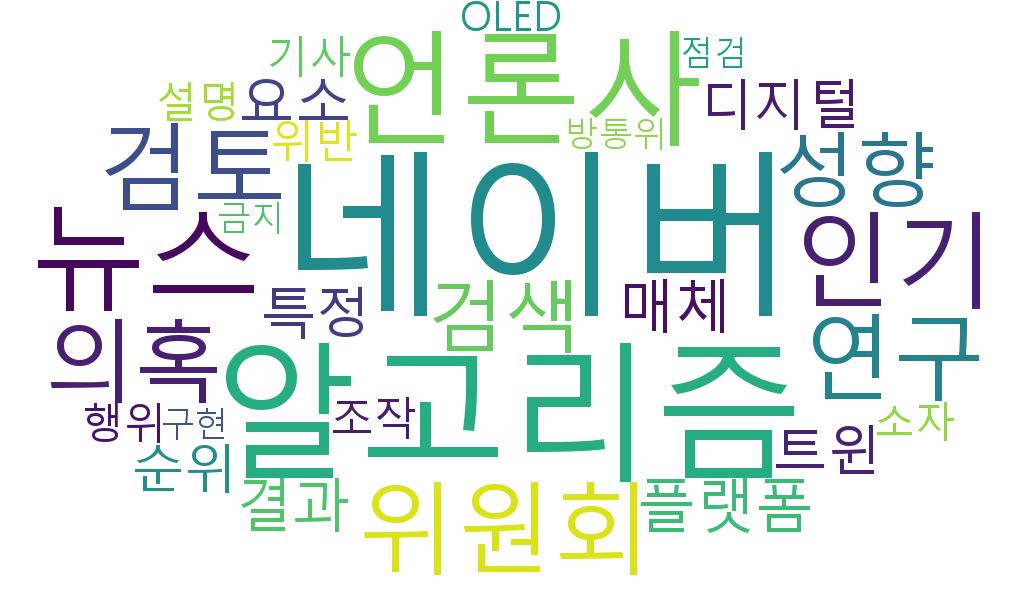 OLED
기사
언론사
점검
설명
요소
디지털
위반
방통위
검토
네이버
성향
금지
뉴스
인기
특정
검색
매체
의혹
알고리즘
연구
행위
구현
조작
소자
순위
트윈
결과
위원회
플랫폼